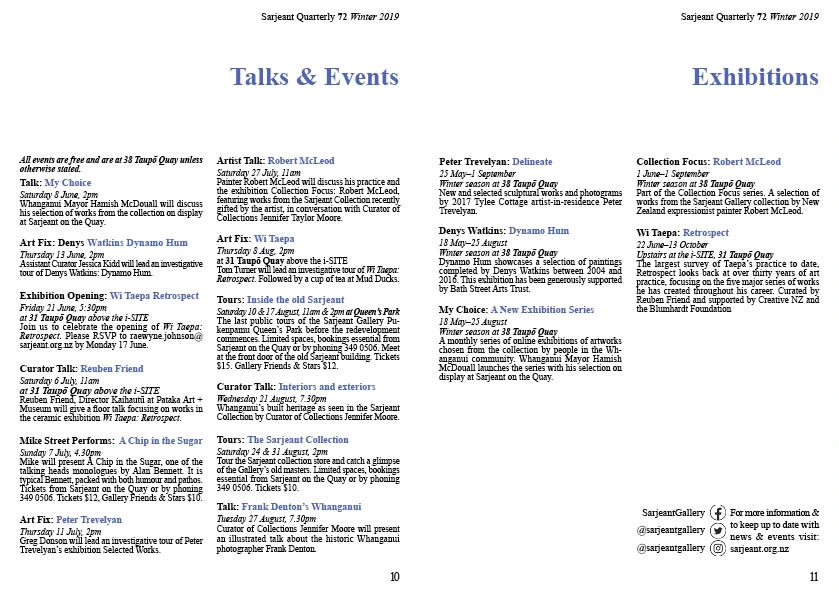 Sarjeant Quarterly 72 Winter 2019
Talks & Events
All events are free and are at 38 Taupō Quay unless
otherwise stated.
Talk: My Choice
Saturday 8 June, 2pm
Whanganui Mayor Hamish McDouall will discuss
his selection of works from the collection on display
at Sarjeant on the Quay.
Art Fix: Denys Watkins Dynamo Hum
Thursday 13 June, 2pm
Assistant Curator Jessica Kidd will lead an investigative
tour of Denys Watkins: Dynamo Hum.
Exhibition Opening: Wi Taepa Retrospect
Friday 21 June, 5:30pm
at 31 Taupō Quay above the i-SITE
Join us to celebrate the opening of Wi Taepa:
Retrospect. Please RSVP to raewyne.johnson@
sarjeant.org.nz by Monday 17 June.
Curator Talk: Reuben Friend
Saturday 6 July, 11am
at 31 Taupō Quay above the i-SITE
Reuben Friend, Director Kaihautū at Pataka Art +
Museum will give a floor talk focusing on works in
the ceramic exhibition Wi Taepa: Retrospect.
Mike Street Performs: A Chip in the Sugar
Sunday 7 July, 4.30pm
Mike will present A Chip in the Sugar, one of the
talking heads monologues by Alan Bennett. It is
typical Bennett, packed with both humour and pathos.
Tickets from Sarjeant on the Quay or by phoning
349 0506. Tickets $12, Gallery Friends & Stars $10.
Art Fix: Peter Trevelyan
Thursday 11 July, 2pm
Greg Donson will lead an investigative tour of Peter
Trevelyan's exhibition Selected Works.
Artist Talk: Robert McLeod
Saturday 27 July, 11am
Painter Robert McLeod will discuss his practice and
the exhibition Collection Focus: Robert McLeod,
featuring works from the Sarjeant Collection recently
gifted by the artist, in conversation with Curator of
Collections Jennifer Taylor Moore.
Art Fix: Wi Taepa
Thursday 8 Aug, 2pm
at 31 Taupō Quay above the i-SITE
Tom Turner will lead an investigative tour of Wi Taepa:
Retrospect. Followed by a cup of tea at Mud Ducks.
Tours: Inside the old Sarjeant
Saturday 10 & 17 August, 11am & 2pm at Queen's Park
The last public tours of the Sarjeant Gallery Pu-
kenpamu Queen's Park before the redevelopment
commences. Limited spaces, bookings essential from
Sarjeant on the Quay or by phoning 349 0506. Meet
at the front door of the old Sarjeant building. Tickets
$15. Gallery Friends & Stars $12.
Curator Talk: Interiors and exteriors
Wednesday 21 August, 7.30pm
Whanganui's built heritage as seen in the Sarjeant
Collection by Curator of Collections Jennifer Moore.
Tours: The Sarjeant Collection
Saturday 24 & 31 August, 2pm
Tour the Sarjeant collection store and catch a glimpse
of the Gallery's old masters. Limited spaces, bookings
essential from Sarjeant on the Quay or by phoning
349 0506. Tickets $10.
Talk: Frank Denton's Whanganui
Tuesday 27 August, 7.30pm
Curator of Collections Jennifer Moore will present
an illustrated talk about the historic Whanganui
photographer Frank Denton.
10
Sarjeant Quarterly 72 Winter 2019
Exhibitions
Peter Trevelyan: Delineate
25 May–1 September
Winter season at 38 Taupō Quay
New and selected sculptural works and photograms
by 2017 Tylee Cottage artist-in-residence Peter
Trevelyan.
Denys Watkins: Dynamo Hum
18 May–25 August
Winter season at 38 Taupō Quay
Dynamo Hum showcases a selection of paintings
completed by Denys Watkins between 2004 and
2016. This exhibition has been generously supported
by Bath Street Arts Trust.
My Choice: A New Exhibition Series
18 May–25 August
Winter season at 38 Taupō Quay
A monthly series of online exhibitions of artworks
chosen from the collection by people in the Wh-
anganui community. Whanganui Mayor Hamish
McDouall launches the series with his selection on
display at Sarjeant on the Quay.
Collection Focus: Robert McLeod
1 June–1 September
Winter season at 38 Taupō Quay
Part of the Collection Focus series. A selection of
works from the Sarjeant Gallery collection by New
Zealand expressionist painter Robert McLeod.
Wi Taepa: Retrospect
22 June–13 October
Upstairs at the i-SITE, 31 Taupō Quay
The largest survey of Taepa's practice to date,
Retrospect looks back at over thirty years of art
practice, focusing on the five major series of works
he has created throughout his career. Curated by
Reuben Friend and supported by Creative NZ and
the Blumhardt Foundation
SarjeantGallery
@sarjeantgallery
@sarjeantgallery
For more information &
to keep up to date with
news & events visit:
sarjeant.org.nz
11